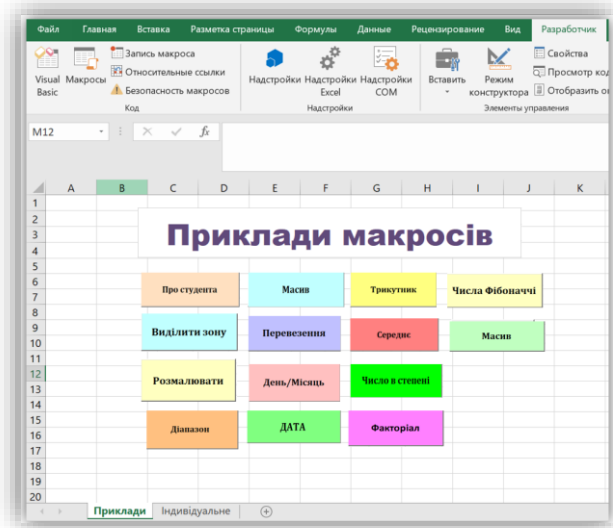 Файл Главная Вставка Разметка страницы Формулы Данные Рецензирование Вид Разработчик
Visual Basic
Макросы
Запись макроса
Относительные ссылки
Безопасность макросов
Код
Надстройки
Надстройки Excel
Надстройки COM
Надстройки
Вставить
Режим конструктора
Свойства
Просмотр код
Отобразить
Элементы управления
M12 fx
A B C D E F G H I J K
1
2
3
4
5
6
7
8
9
10
11
12
13
14
15
16
17
18
19
20
Приклади макросів
Про студента Масив Трикутник Числа Фібоначчі
Виділити зону Перевезення Середнє Масив
Розмалювати День/Місяць Число в степені
Діапазон ДАТА Факторіал
Приклади Індивідуальне